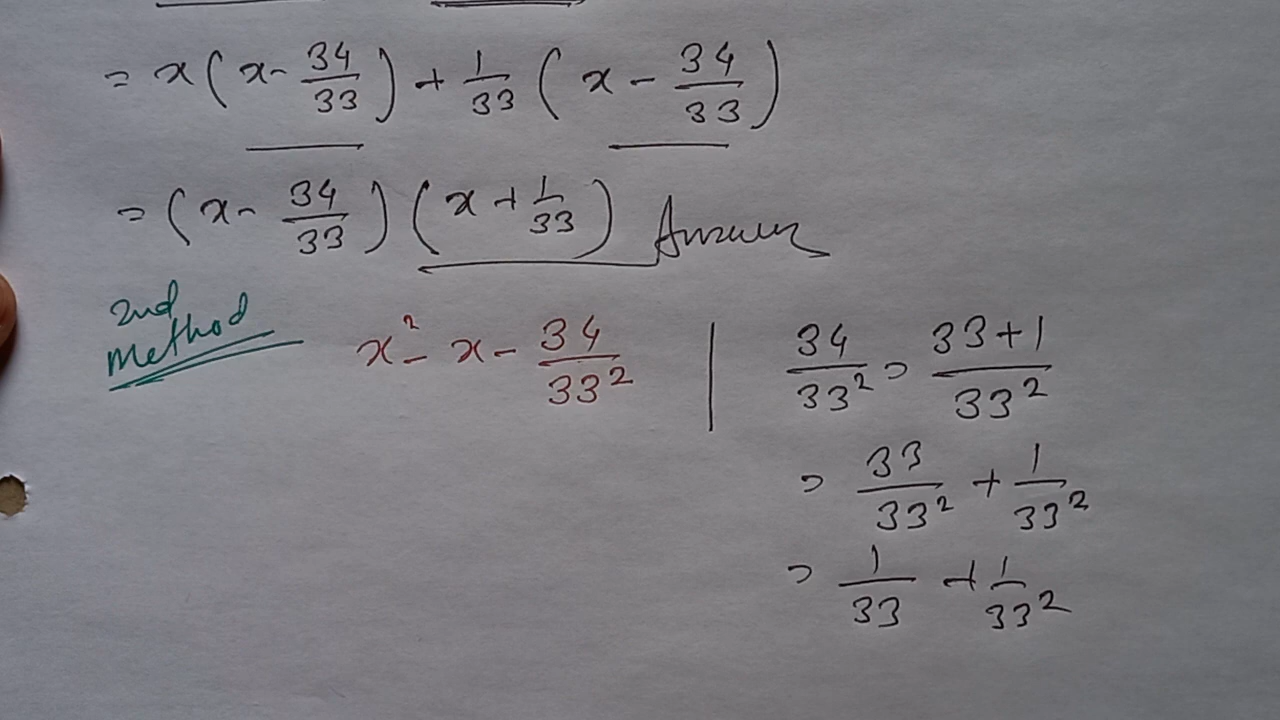 = x(x - 34/33) + 1/33 (x - 34/33)
= (x - 34/33)(x + 1/33) Answer
2nd Method
x² - x - 34/33²
34/33² = 33+1/33²
= 33/33² + 1/33²
= 1/33 + 1/33²